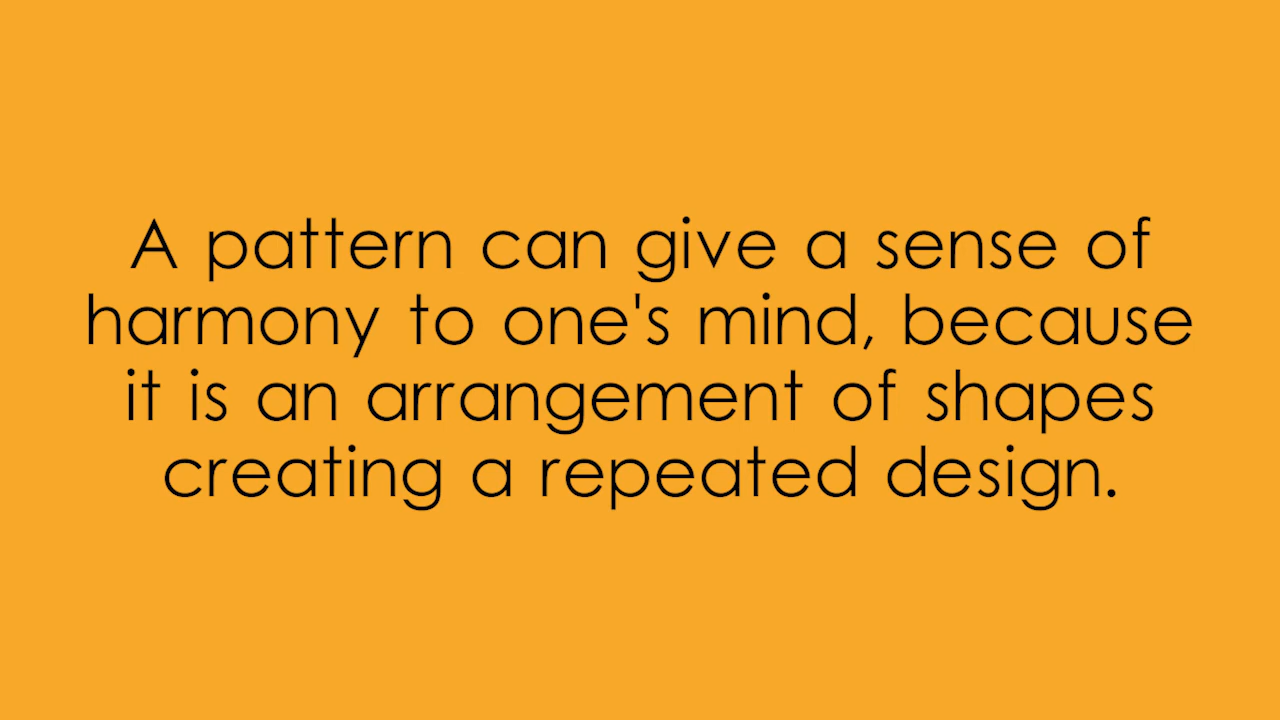 A pattern can give a sense of
harmony to one's mind, because
it is an arrangement of shapes
creating a repeated design.